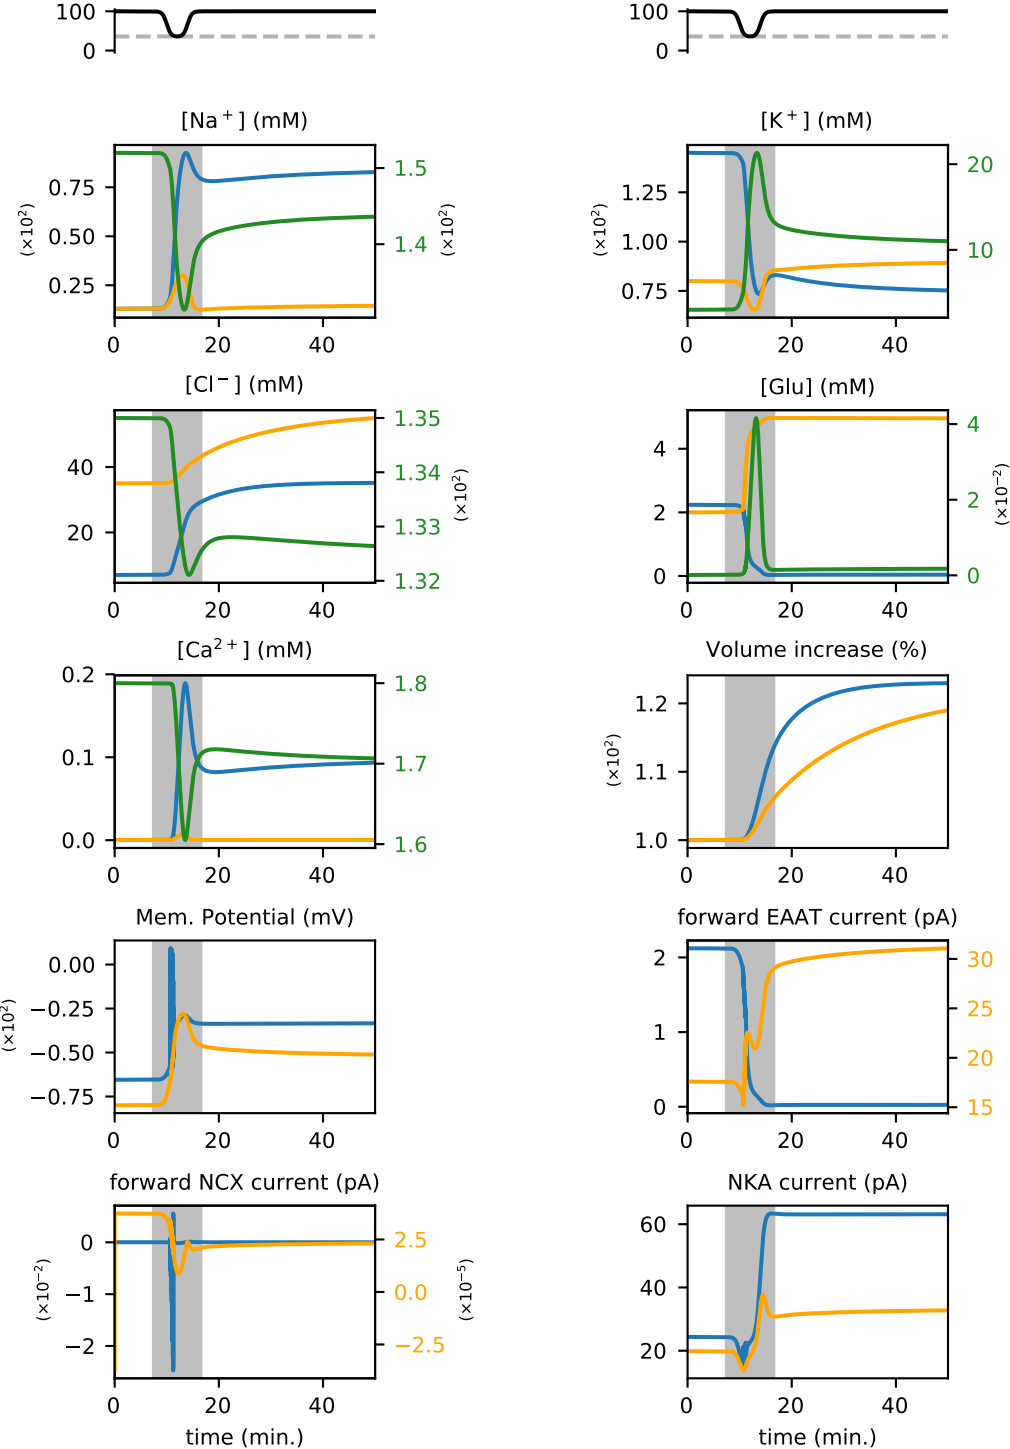 100
0
100
0
[Na⁺] (mM)
(×10²)
0.75
0.50
0.25
1.5
1.4
(×10²)
0 20 40
[K⁺] (mM)
(×10²)
1.25
1.00
0.75
20
10
0 20 40
[Cl⁻] (mM)
40
20
1.35
1.34
1.33
1.32
(×10²)
0 20 40
[Glu] (mM)
4
2
0
4
2
0
(×10⁻²)
0 20 40
[Ca²⁺] (mM)
0.2
0.1
0.0
1.8
1.7
1.6
0 20 40
Volume increase (%)
(×10²)
1.2
1.1
1.0
0 20 40
Mem. Potential (mV)
(×10²)
0.00
−0.25
−0.50
−0.75
0 20 40
forward EAAT current (pA)
2
1
0
30
25
20
15
0 20 40
forward NCX current (pA)
(×10⁻²)
0
−1
−2
2.5
0.0
−2.5
(×10⁻⁵)
0 20 40
time (min.)
NKA current (pA)
60
40
20
0 20 40
time (min.)